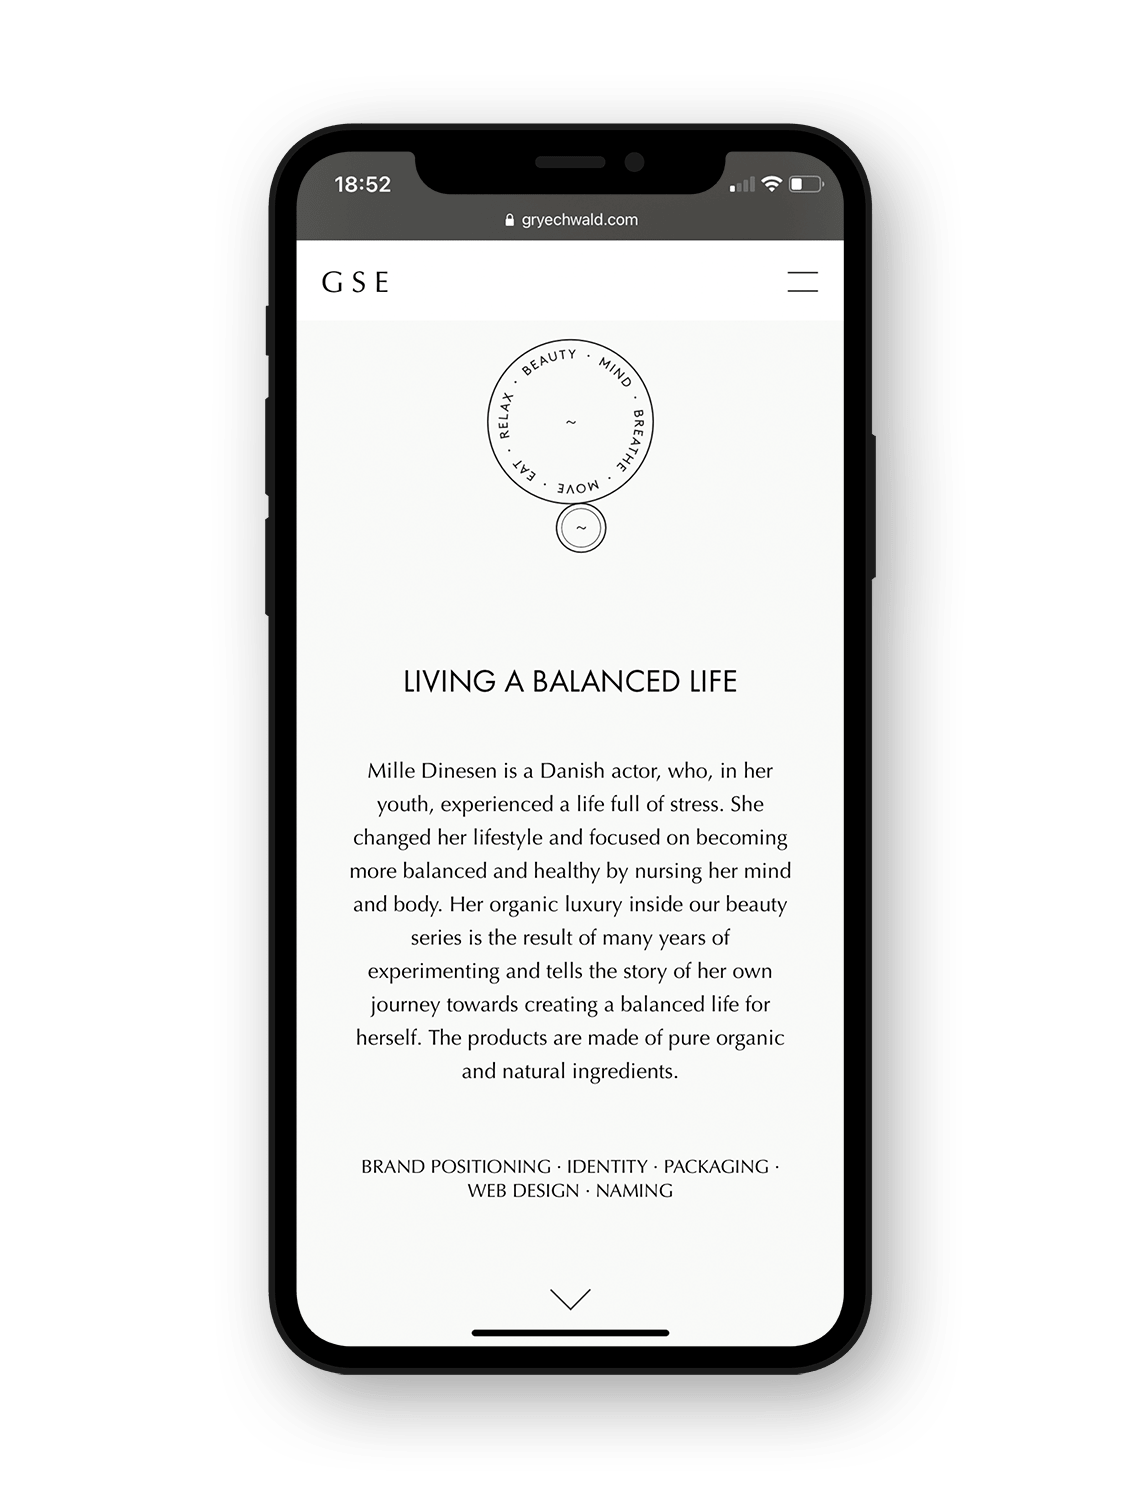 18:52
gryechwald.com
GSE
BEAUTY · MIND · BREATHE · MOVE · EAT · RELAX ·
~
~
LIVING A BALANCED LIFE
Mille Dinesen is a Danish actor, who, in her
youth, experienced a life full of stress. She
changed her lifestyle and focused on becoming
more balanced and healthy by nursing her mind
and body. Her organic luxury inside our beauty
series is the result of many years of
experimenting and tells the story of her own
journey towards creating a balanced life for
herself. The products are made of pure organic
and natural ingredients.
BRAND POSITIONING · IDENTITY · PACKAGING ·
WEB DESIGN · NAMING